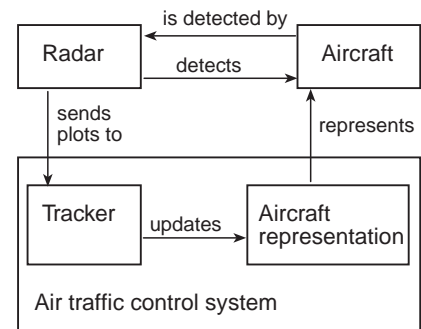 is detected by
Radar
Aircraft
detects
sends
plots to
represents
Tracker
updates
Aircraft
representation
Air traffic control system